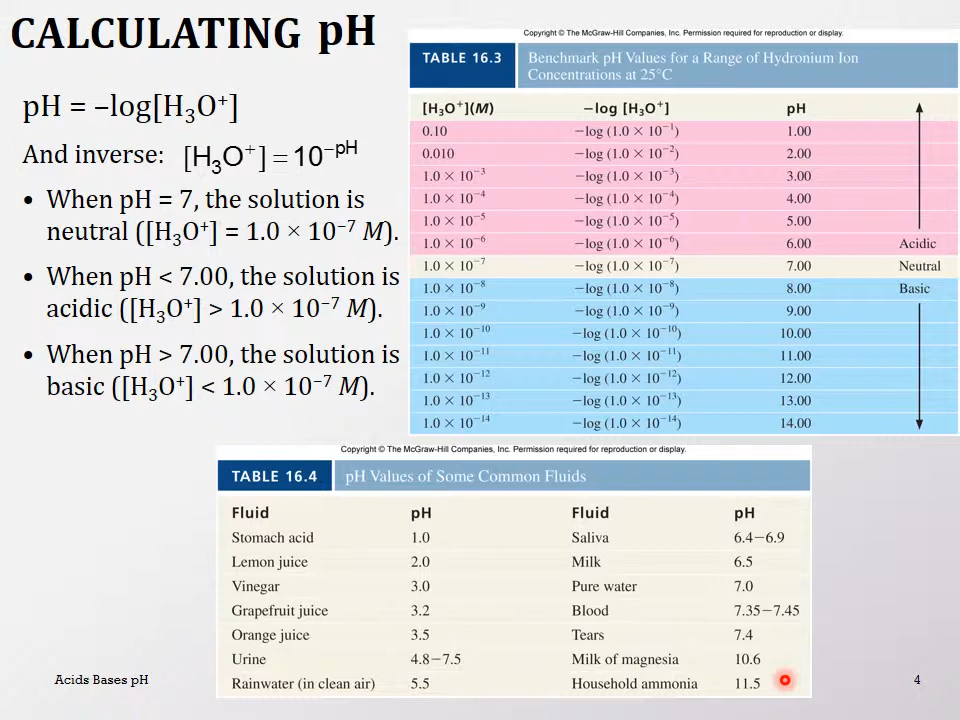 CALCULATING pH
pH = –log[H₃O⁺]
And inverse: [H₃O⁺] = 10⁻ᵖᴴ
• When pH = 7, the solution is
neutral ([H₃O⁺] = 1.0 × 10⁻⁷ M).
• When pH < 7.00, the solution is
acidic ([H₃O⁺] > 1.0 × 10⁻⁷ M).
• When pH > 7.00, the solution is
basic ([H₃O⁺] < 1.0 × 10⁻⁷ M).
Copyright © The McGraw-Hill Companies, Inc. Permission required for reproduction or display.
TABLE 16.3 Benchmark pH Values for a Range of Hydronium Ion
Concentrations at 25°C
[H₃O⁺](M) −log [H₃O⁺] pH
0.10 −log (1.0 × 10⁻¹) 1.00
0.010 −log (1.0 × 10⁻²) 2.00
1.0 × 10⁻³ −log (1.0 × 10⁻³) 3.00
1.0 × 10⁻⁴ −log (1.0 × 10⁻⁴) 4.00
1.0 × 10⁻⁵ −log (1.0 × 10⁻⁵) 5.00
1.0 × 10⁻⁶ −log (1.0 × 10⁻⁶) 6.00 Acidic
1.0 × 10⁻⁷ −log (1.0 × 10⁻⁷) 7.00 Neutral
1.0 × 10⁻⁸ −log (1.0 × 10⁻⁸) 8.00 Basic
1.0 × 10⁻⁹ −log (1.0 × 10⁻⁹) 9.00
1.0 × 10⁻¹⁰ −log (1.0 × 10⁻¹⁰) 10.00
1.0 × 10⁻¹¹ −log (1.0 × 10⁻¹¹) 11.00
1.0 × 10⁻¹² −log (1.0 × 10⁻¹²) 12.00
1.0 × 10⁻¹³ −log (1.0 × 10⁻¹³) 13.00
1.0 × 10⁻¹⁴ −log (1.0 × 10⁻¹⁴) 14.00
Copyright © The McGraw-Hill Companies, Inc. Permission required for reproduction or display.
TABLE 16.4 pH Values of Some Common Fluids
Fluid pH Fluid pH
Stomach acid 1.0 Saliva 6.4–6.9
Lemon juice 2.0 Milk 6.5
Vinegar 3.0 Pure water 7.0
Grapefruit juice 3.2 Blood 7.35–7.45
Orange juice 3.5 Tears 7.4
Urine 4.8–7.5 Milk of magnesia 10.6
Rainwater (in clean air) 5.5 Household ammonia 11.5
Acids Bases pH 4